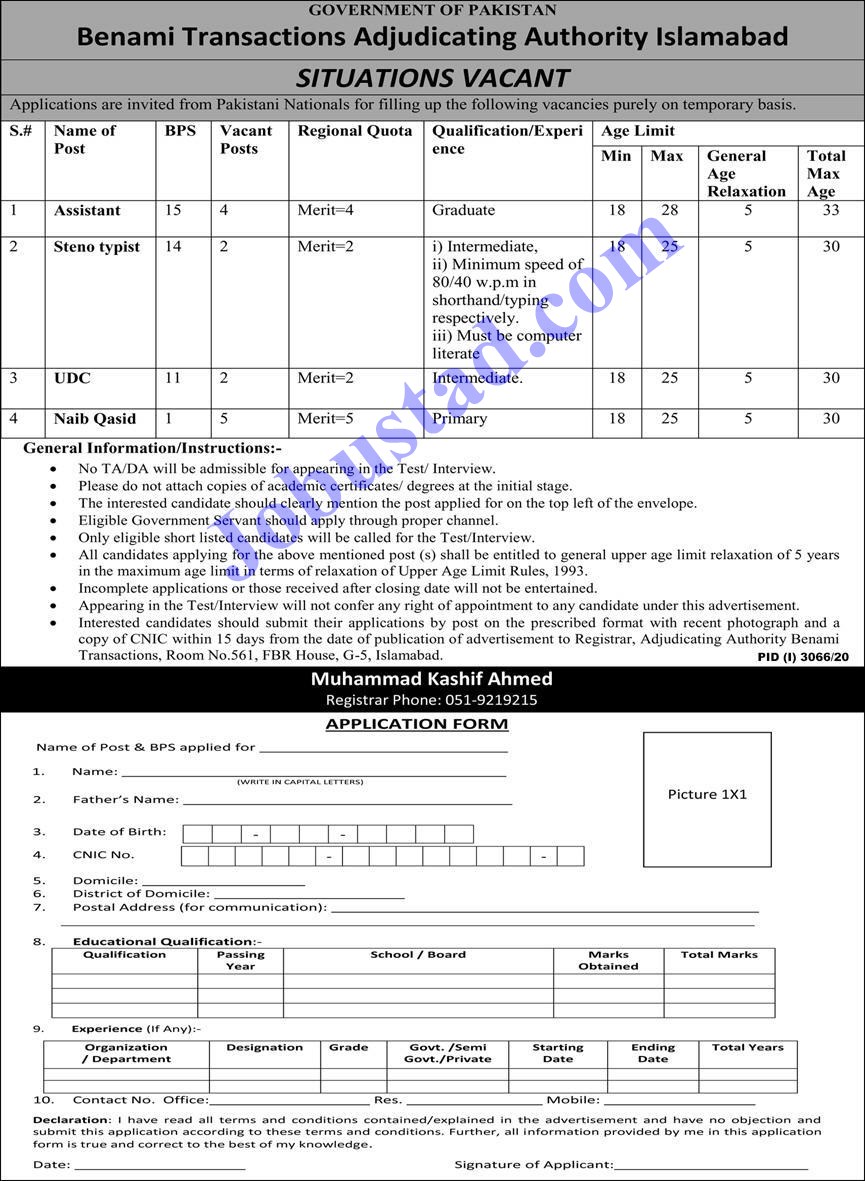 GOVERNMENT OF PAKISTAN
Benami Transactions Adjudicating Authority Islamabad
SITUATIONS VACANT
Applications are invited from Pakistani Nationals for filling up the following vacancies purely on temporary basis.
S.# Name of Post BPS Vacant Posts Regional Quota Qualification/Experi ence Age Limit
Min Max General Age Relaxation Total Max Age
1 Assistant 15 4 Merit=4 Graduate 18 28 5 33
2 Steno typist 14 2 Merit=2 i) Intermediate, 18 25 5 30
ii) Minimum speed of
80/40 w.p.m in
shorthand/typing
respectively.
iii) Must be computer
literate
3 UDC 11 2 Merit=2 Intermediate. 18 25 5 30
4 Naib Qasid 1 5 Merit=5 Primary 18 25 5 30
Jobustad.com
General Information/Instructions:-
• No TA/DA will be admissible for appearing in the Test/ Interview.
• Please do not attach copies of academic certificates/ degrees at the initial stage.
• The interested candidate should clearly mention the post applied for on the top left of the envelope.
• Eligible Government Servant should apply through proper channel.
• Only eligible short listed candidates will be called for the Test/Interview.
• All candidates applying for the above mentioned post (s) shall be entitled to general upper age limit relaxation of 5 years
in the maximum age limit in terms of relaxation of Upper Age Limit Rules, 1993.
• Incomplete applications or those received after closing date will not be entertained.
• Appearing in the Test/Interview will not confer any right of appointment to any candidate under this advertisement.
• Interested candidates should submit their applications by post on the prescribed format with recent photograph and a
copy of CNIC within 15 days from the date of publication of advertisement to Registrar, Adjudicating Authority Benami
Transactions, Room No.561, FBR House, G-5, Islamabad. PID (I) 3066/20
Muhammad Kashif Ahmed
Registrar Phone: 051-9219215
APPLICATION FORM
Name of Post & BPS applied for
1. Name:
(WRITE IN CAPITAL LETTERS)
Picture 1X1
2. Father's Name:
3. Date of Birth: - -
4. CNIC No. - -
5. Domicile:
6. District of Domicile:
7. Postal Address (for communication):
8. Educational Qualification:-
Qualification Passing Year School / Board Marks Obtained Total Marks
9. Experience (If Any):-
Organization / Department Designation Grade Govt. /Semi Govt./Private Starting Date Ending Date Total Years
10. Contact No. Office: Res. Mobile:
Declaration: I have read all terms and conditions contained/explained in the advertisement and have no objection and
submit this application according to these terms and conditions. Further, all information provided by me in this application
form is true and correct to the best of my knowledge.
Date: Signature of Applicant: